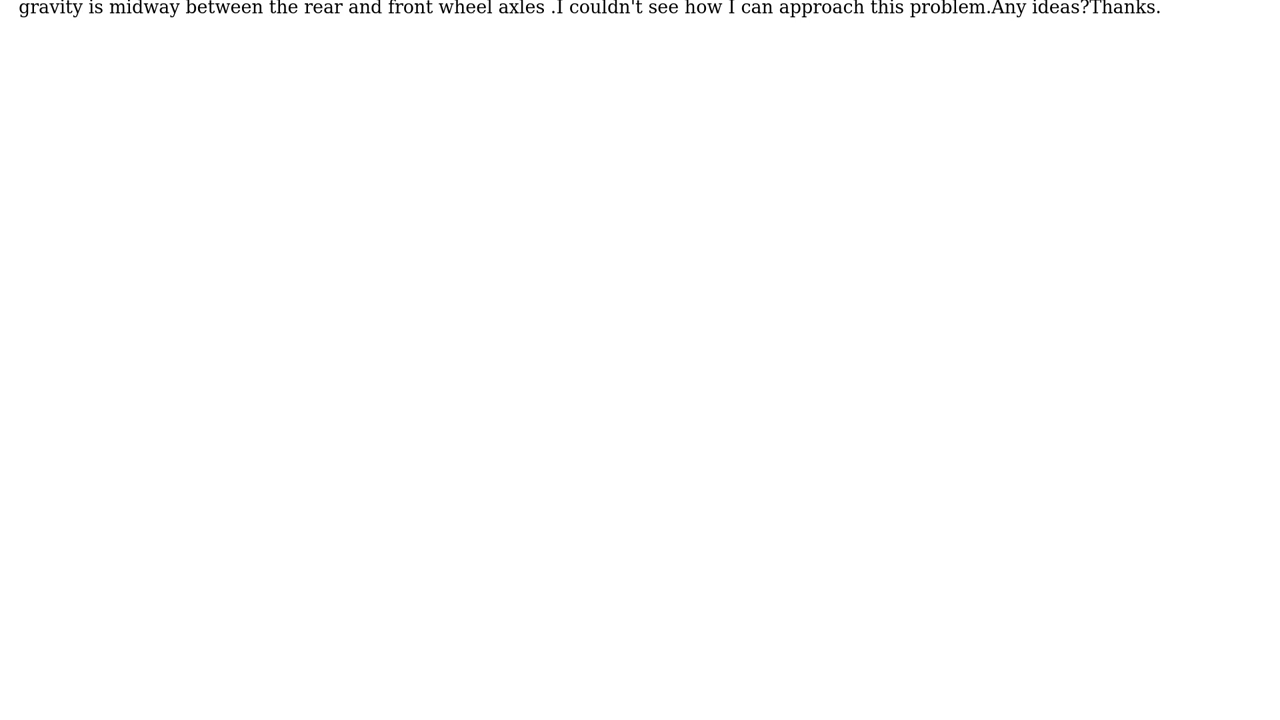 gravity is midway between the rear and front wheel axles .I couldn't see how I can approach this problem.Any ideas?Thanks.